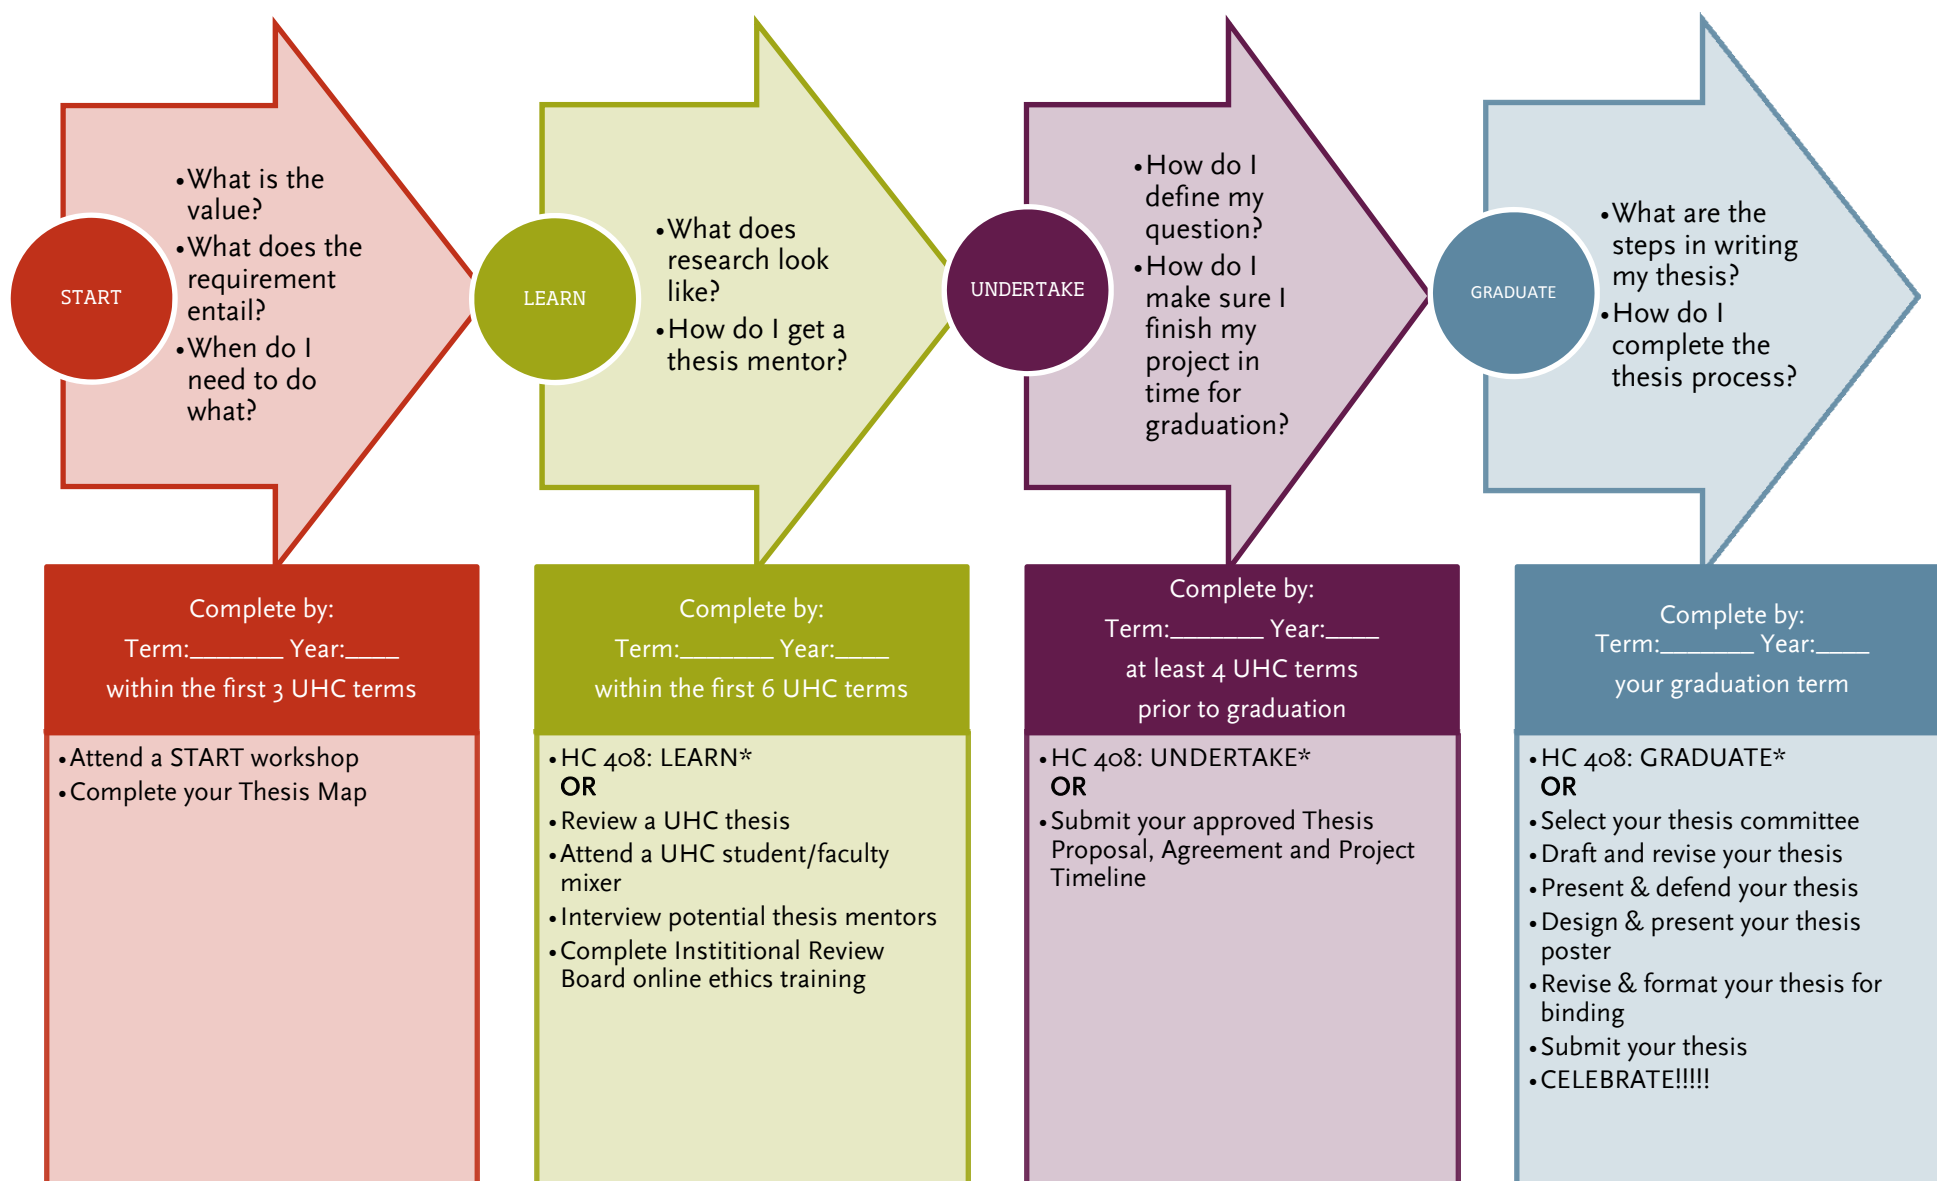 START
•What is the
value?
•What does the
requirement
entail?
•When do I
need to do
what?
LEARN
•What does
research look
like?
•How do I get a
thesis mentor?
UNDERTAKE
•How do I
define my
question?
•How do I
make sure I
finish my
project in
time for
graduation?
GRADUATE
•What are the
steps in writing
my thesis?
•How do I
complete the
thesis process?
Complete by:
Term:_______ Year:____
within the first 3 UHC terms
•Attend a START workshop
•Complete your Thesis Map
Complete by:
Term:_______ Year:____
within the first 6 UHC terms
•HC 408: LEARN*
OR
•Review a UHC thesis
•Attend a UHC student/faculty
mixer
•Interview potential thesis mentors
•Complete Instititional Review
Board online ethics training
Complete by:
Term:_______ Year:____
at least 4 UHC terms
prior to graduation
•HC 408: UNDERTAKE*
OR
•Submit your approved Thesis
Proposal, Agreement and Project
Timeline
Complete by:
Term:_______ Year:____
your graduation term
•HC 408: GRADUATE*
OR
•Select your thesis committee
•Draft and revise your thesis
•Present & defend your thesis
•Design & present your thesis
poster
•Revise & format your thesis for
binding
•Submit your thesis
•CELEBRATE!!!!!